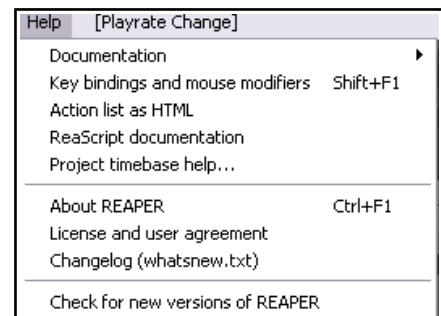 Help [Playrate Change]
Documentation
Key bindings and mouse modifiers Shift+F1
Action list as HTML
ReaScript documentation
Project timebase help...
About REAPER Ctrl+F1
License and user agreement
Changelog (whatsnew.txt)
Check for new versions of REAPER